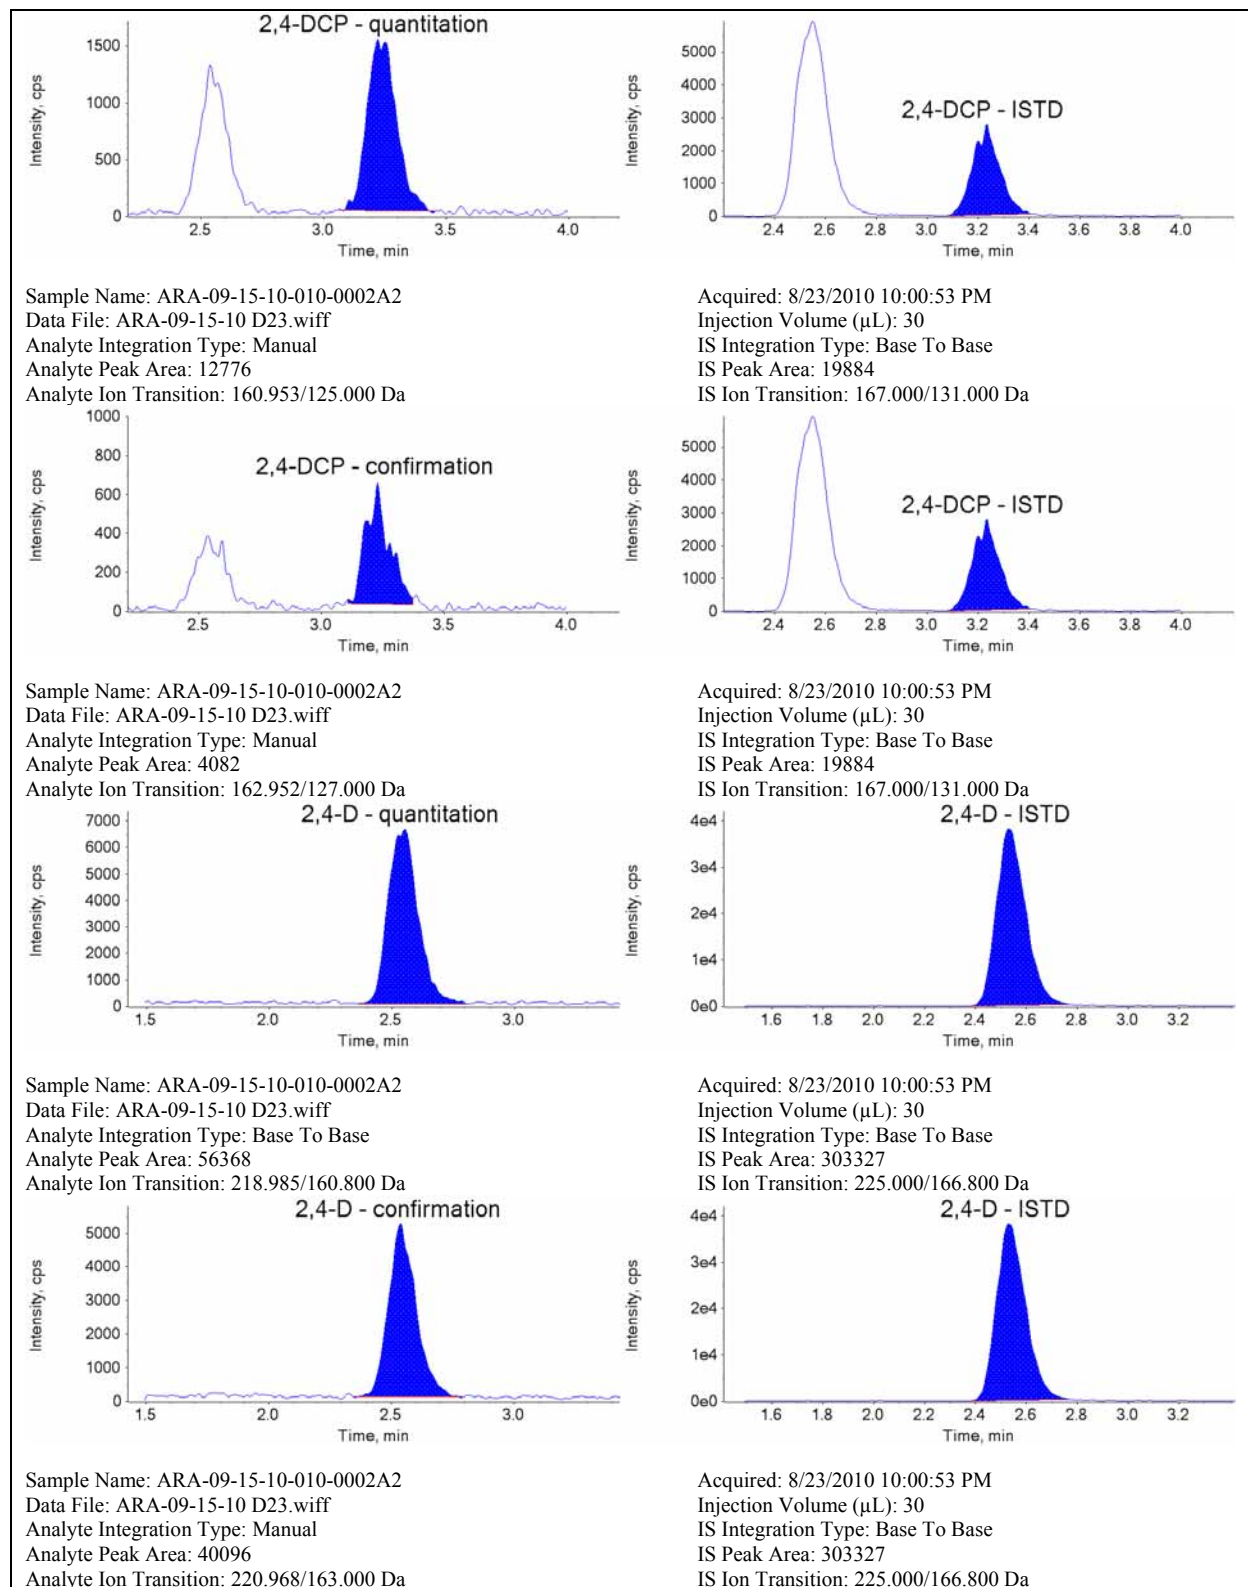 2,4-DCP - quantitation
Intensity, cps
1500
1000
500
0
2.5 3.0 3.5 4.0
Time, min
2,4-DCP - ISTD
Intensity, cps
5000
4000
3000
2000
1000
0
2.4 2.6 2.8 3.0 3.2 3.4 3.6 3.8 4.0
Time, min
Sample Name: ARA-09-15-10-010-0002A2
Data File: ARA-09-15-10 D23.wiff
Analyte Integration Type: Manual
Analyte Peak Area: 12776
Analyte Ion Transition: 160.953/125.000 Da
Acquired: 8/23/2010 10:00:53 PM
Injection Volume (µL): 30
IS Integration Type: Base To Base
IS Peak Area: 19884
IS Ion Transition: 167.000/131.000 Da
2,4-DCP - confirmation
Intensity, cps
1000
800
600
400
200
0
2.5 3.0 3.5 4.0
Time, min
2,4-DCP - ISTD
Intensity, cps
5000
4000
3000
2000
1000
0
2.4 2.6 2.8 3.0 3.2 3.4 3.6 3.8 4.0
Time, min
Sample Name: ARA-09-15-10-010-0002A2
Data File: ARA-09-15-10 D23.wiff
Analyte Integration Type: Manual
Analyte Peak Area: 4082
Analyte Ion Transition: 162.952/127.000 Da
Acquired: 8/23/2010 10:00:53 PM
Injection Volume (µL): 30
IS Integration Type: Base To Base
IS Peak Area: 19884
IS Ion Transition: 167.000/131.000 Da
2,4-D - quantitation
Intensity, cps
7000
6000
5000
4000
3000
2000
1000
0
1.5 2.0 2.5 3.0
Time, min
2,4-D - ISTD
Intensity, cps
4e4
3e4
2e4
1e4
0e0
1.6 1.8 2.0 2.2 2.4 2.6 2.8 3.0 3.2
Time, min
Sample Name: ARA-09-15-10-010-0002A2
Data File: ARA-09-15-10 D23.wiff
Analyte Integration Type: Base To Base
Analyte Peak Area: 56368
Analyte Ion Transition: 218.985/160.800 Da
Acquired: 8/23/2010 10:00:53 PM
Injection Volume (µL): 30
IS Integration Type: Base To Base
IS Peak Area: 303327
IS Ion Transition: 225.000/166.800 Da
2,4-D - confirmation
Intensity, cps
5000
4000
3000
2000
1000
0
1.5 2.0 2.5 3.0
Time, min
2,4-D - ISTD
Intensity, cps
4e4
3e4
2e4
1e4
0e0
1.6 1.8 2.0 2.2 2.4 2.6 2.8 3.0 3.2
Time, min
Sample Name: ARA-09-15-10-010-0002A2
Data File: ARA-09-15-10 D23.wiff
Analyte Integration Type: Manual
Analyte Peak Area: 40096
Analyte Ion Transition: 220.968/163.000 Da
Acquired: 8/23/2010 10:00:53 PM
Injection Volume (µL): 30
IS Integration Type: Base To Base
IS Peak Area: 303327
IS Ion Transition: 225.000/166.800 Da